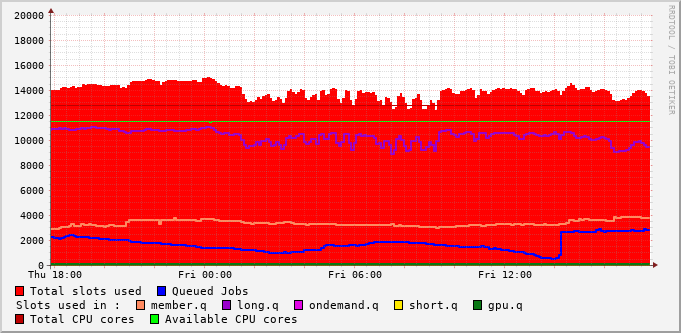 20000
18000
16000
14000
12000
10000
8000
6000
4000
2000
0
Thu 18:00 Fri 00:00 Fri 06:00 Fri 12:00
Total slots used Queued Jobs
Slots used in : member.q long.q ondemand.q short.q gpu.q
Total CPU cores Available CPU cores
RRDTOOL / TOBI OETIKER